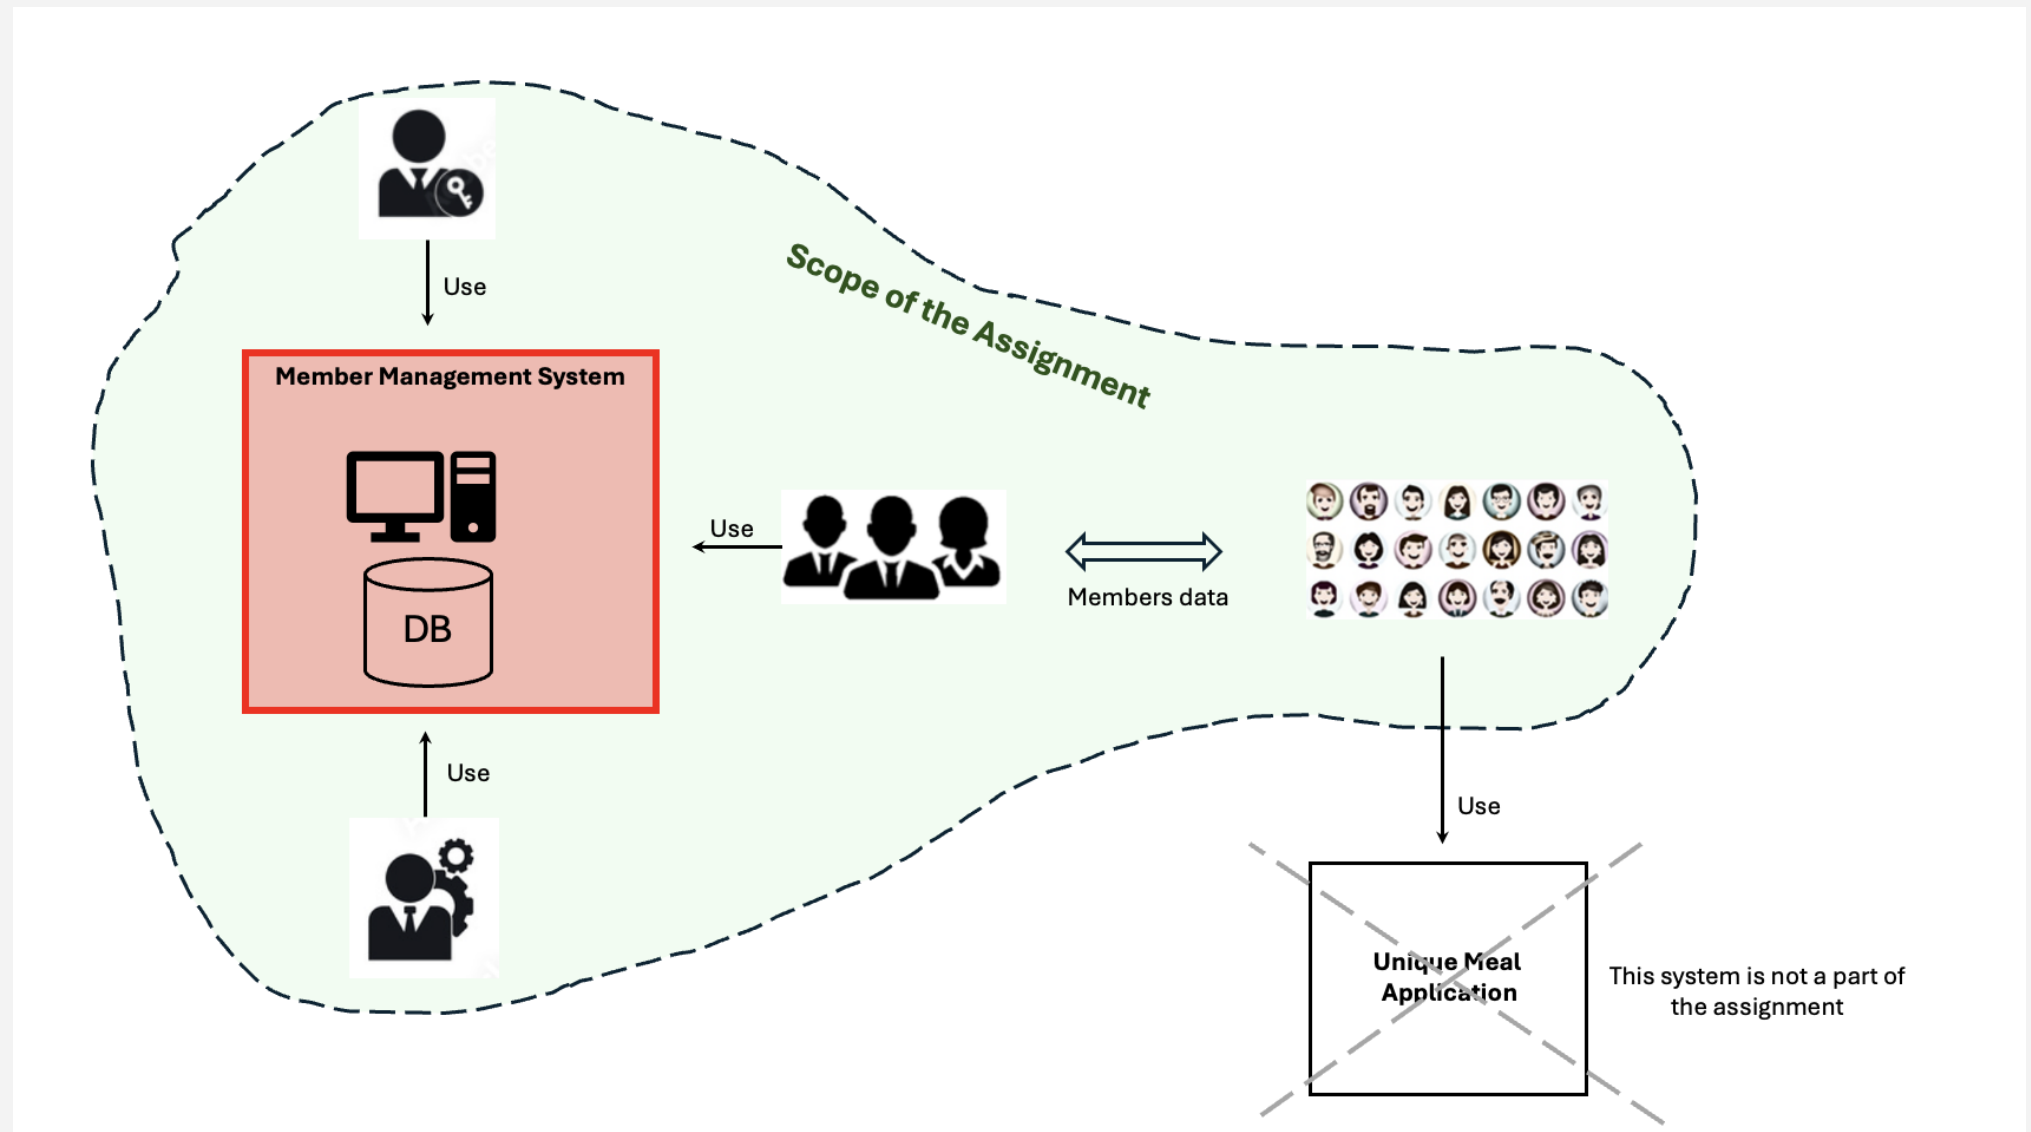 Use
Scope of the Assignment
Member Management System
DB
Use
Members data
Use
Use
Unique Meal
Application
This system is not a part of
the assignment